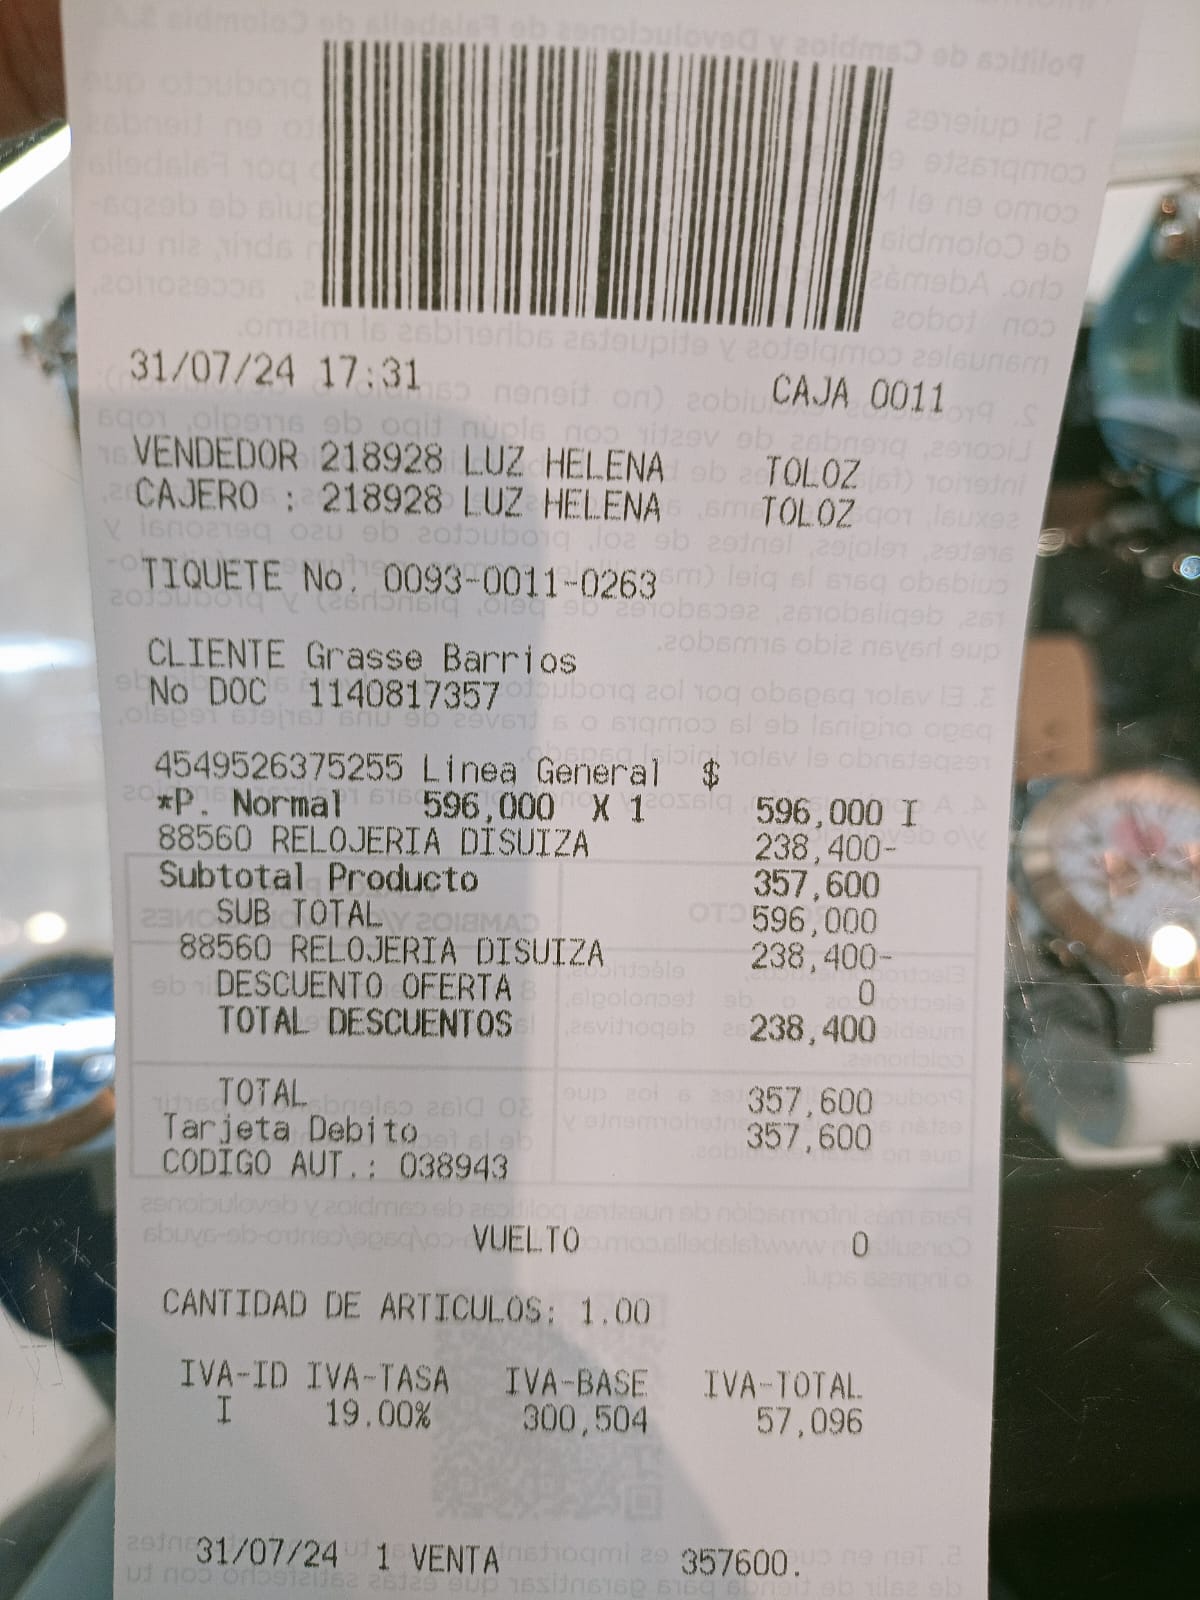 31/07/24 17:31 CAJA 0011
VENDEDOR 218928 LUZ HELENA TOLOZ
CAJERO : 218928 LUZ HELENA TOLOZ
TIQUETE No. 0093-0011-0263
CLIENTE Grasse Barrios
No DOC 1140817357
4549526375255 Linea General $
*P. Normal 596,000 X 1 596,000 I
88560 RELOJERIA DISUIZA 238,400-
Subtotal Producto 357,600
SUB TOTAL 596,000
88560 RELOJERIA DISUIZA 238,400-
DESCUENTO OFERTA 0
TOTAL DESCUENTOS 238,400
TOTAL 357,600
Tarjeta Debito 357,600
CODIGO AUT.: 038943
VUELTO 0
CANTIDAD DE ARTICULOS: 1.00
IVA-ID IVA-TASA IVA-BASE IVA-TOTAL
I 19.00% 300,504 57,096
31/07/24 1 VENTA 357600.